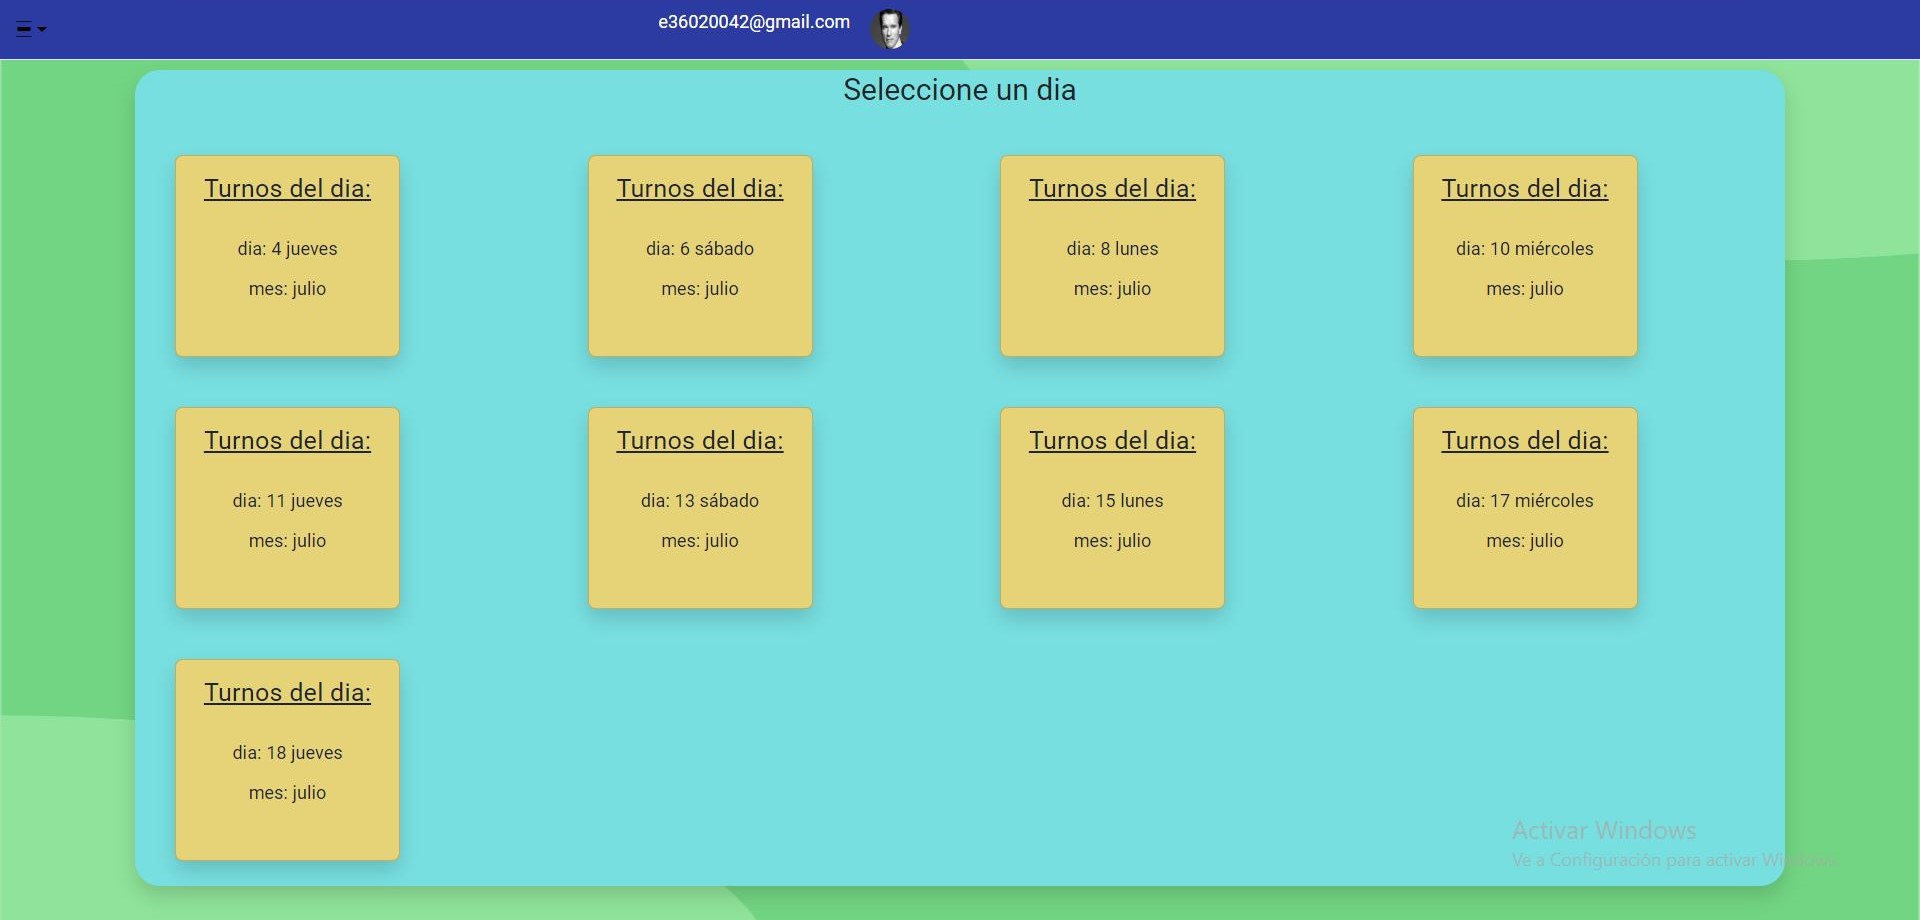 e36020042@gmail.com
Seleccione un dia
Turnos del dia:
dia: 4 jueves
mes: julio
Turnos del dia:
dia: 6 sábado
mes: julio
Turnos del dia:
dia: 8 lunes
mes: julio
Turnos del dia:
dia: 10 miércoles
mes: julio
Turnos del dia:
dia: 11 jueves
mes: julio
Turnos del dia:
dia: 13 sábado
mes: julio
Turnos del dia:
dia: 15 lunes
mes: julio
Turnos del dia:
dia: 17 miércoles
mes: julio
Turnos del dia:
dia: 18 jueves
mes: julio
Activar Windows
Ve a Configuración para activar Windows.